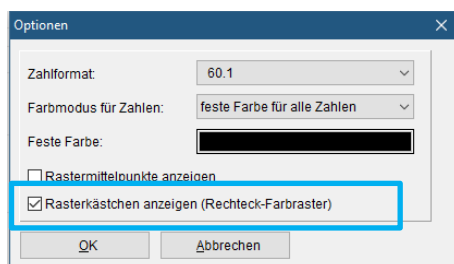 Optionen
Zahlformat: 60.1
Farbmodus für Zahlen: feste Farbe für alle Zahlen
Feste Farbe:
Rastermittelpunkte anzeigen
Rasterkästchen anzeigen (Rechteck-Farbraster)
OK Abbrechen